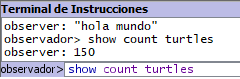 Terminal de Instrucciones
observer: "hola mundo"
observador> show count turtles
observer: 150
observador> show count turtles